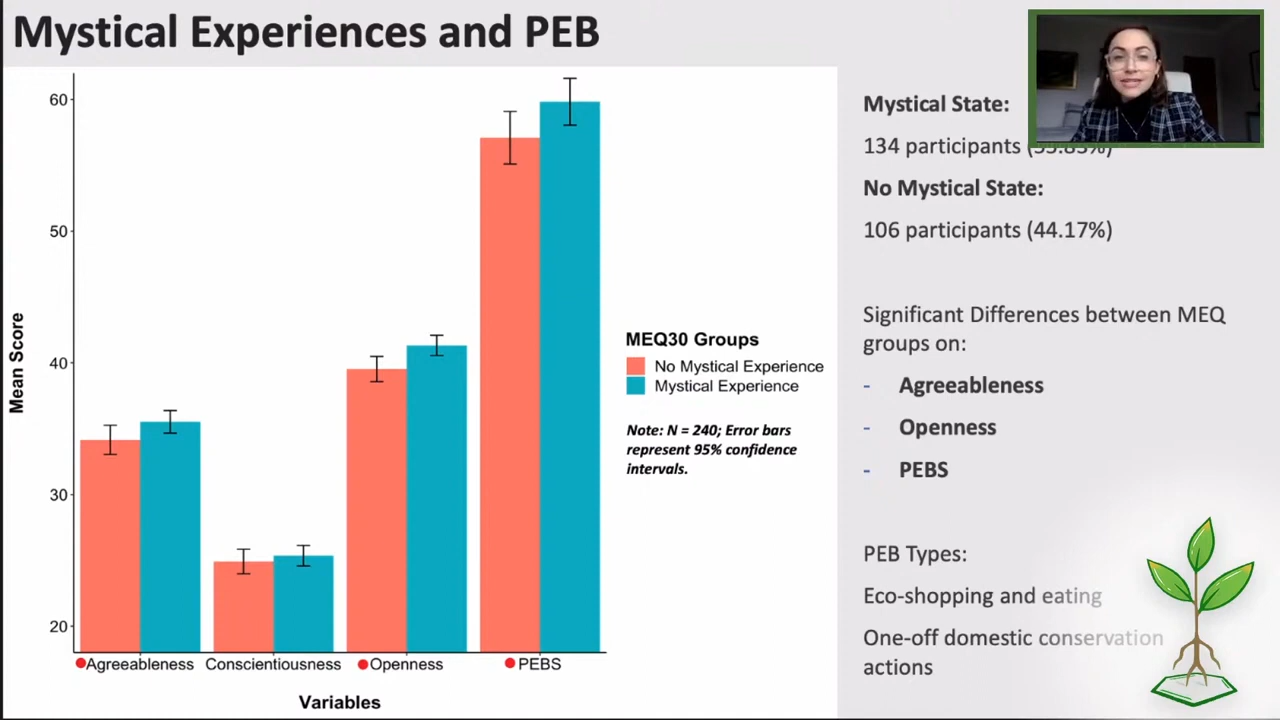 Mystical Experiences and PEB
60
50
40
30
20
Mean Score
Agreeableness
Conscientiousness
Openness
PEBS
Variables
MEQ30 Groups
No Mystical Experience
Mystical Experience
Note: N = 240; Error bars
represent 95% confidence
intervals.
Mystical State:
134 participants
No Mystical State:
106 participants (44.17%)
Significant Differences between MEQ
groups on:
- Agreeableness
- Openness
- PEBS
PEB Types:
Eco-shopping and eating
One-off domestic conservation
actions